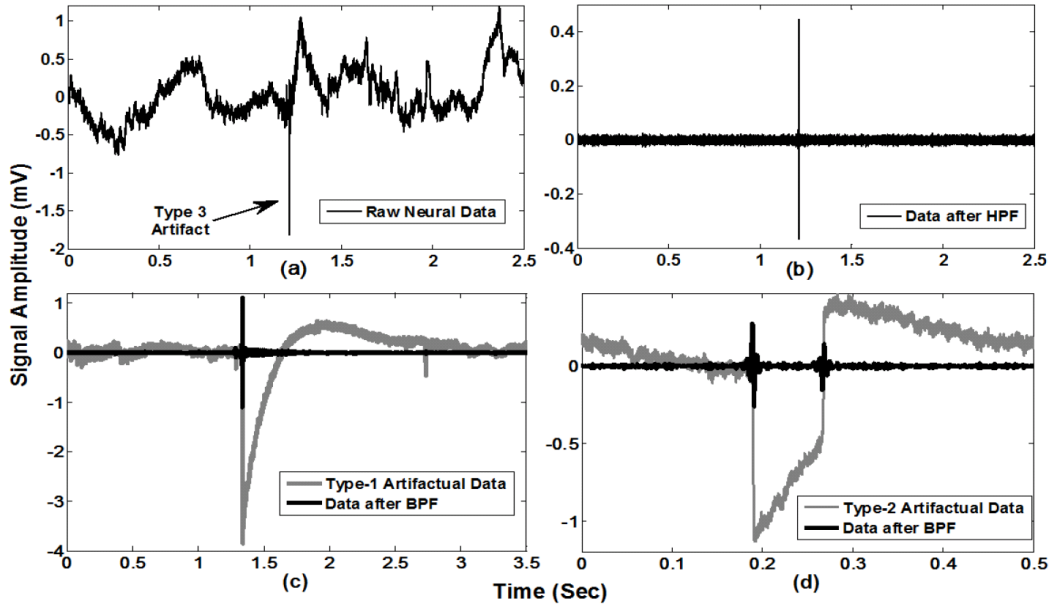 1
0.5
0
-0.5
-1
-1.5
-2
Type 3
Artifact
Raw Neural Data
0 0.5 1 1.5 2 2.5
(a)
0.4
0.2
0
-0.2
-0.4
Data after HPF
0 0.5 1 1.5 2 2.5
(b)
Signal Amplitude (mV)
1
0
-1
-2
-3
-4
Type-1 Artifactual Data
Data after BPF
0 0.5 1 1.5 2 2.5 3 3.5
(c)
0
-0.5
-1
Type-2 Artifactual Data
Data after BPF
0 0.1 0.2 0.3 0.4 0.5
(d)
Time (Sec)